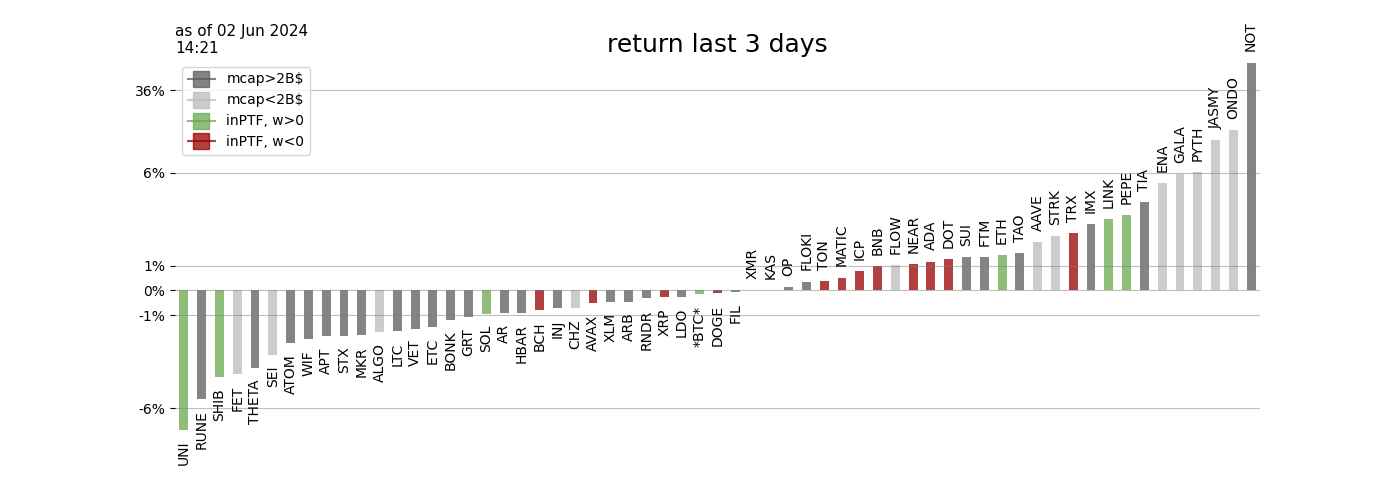 as of 02 Jun 2024
14:21
return last 3 days
mcap>2B$
mcap<2B$
inPTF, w>0
inPTF, w<0
36%
6%
1%
0%
-1%
-6%
UNI
RUNE
SHIB
FET
THETA
SEI
ATOM
WIF
APT
STX
MKR
ALGO
LTC
VET
ETC
BONK
GRT
SOL
AR
HBAR
BCH
INJ
CHZ
AVAX
XLM
ARB
RNDR
XRP
LDO
*BTC*
DOGE
FIL
XMR
KAS
OP
FLOKI
TON
MATIC
ICP
BNB
FLOW
NEAR
ADA
DOT
SUI
FTM
ETH
TAO
AAVE
STRK
TRX
IMX
LINK
PEPE
TIA
ENA
GALA
PYTH
JASMY
ONDO
NOT